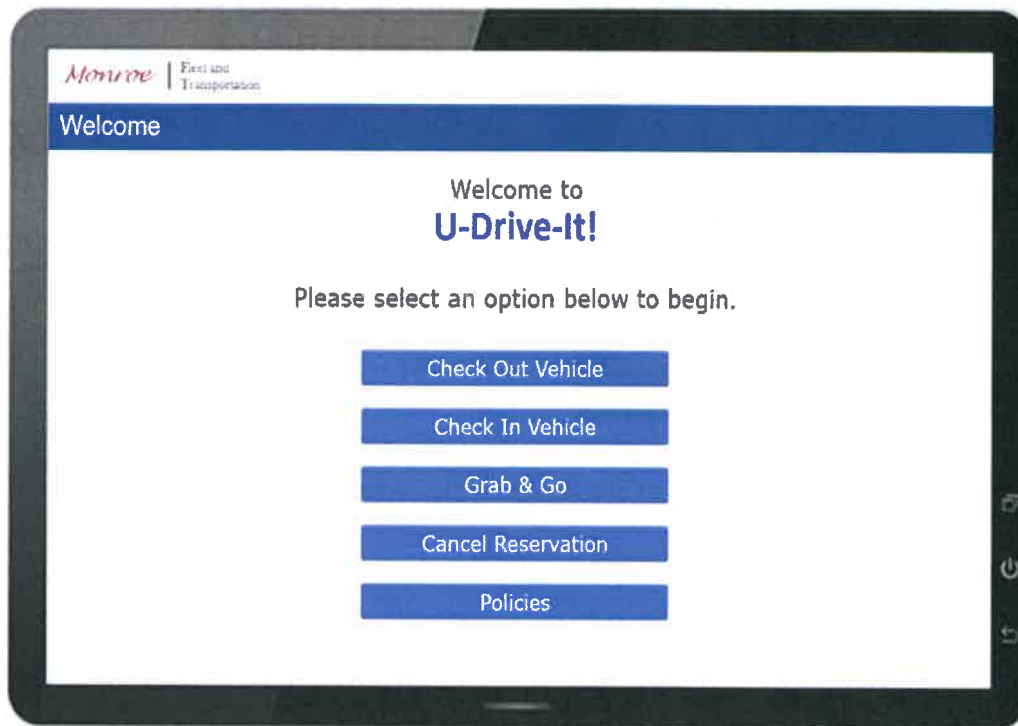 Monroe
Fleet and
Transportation
Welcome
Welcome to
U-Drive-It!
Please select an option below to begin.
Check Out Vehicle
Check In Vehicle
Grab & Go
Cancel Reservation
Policies